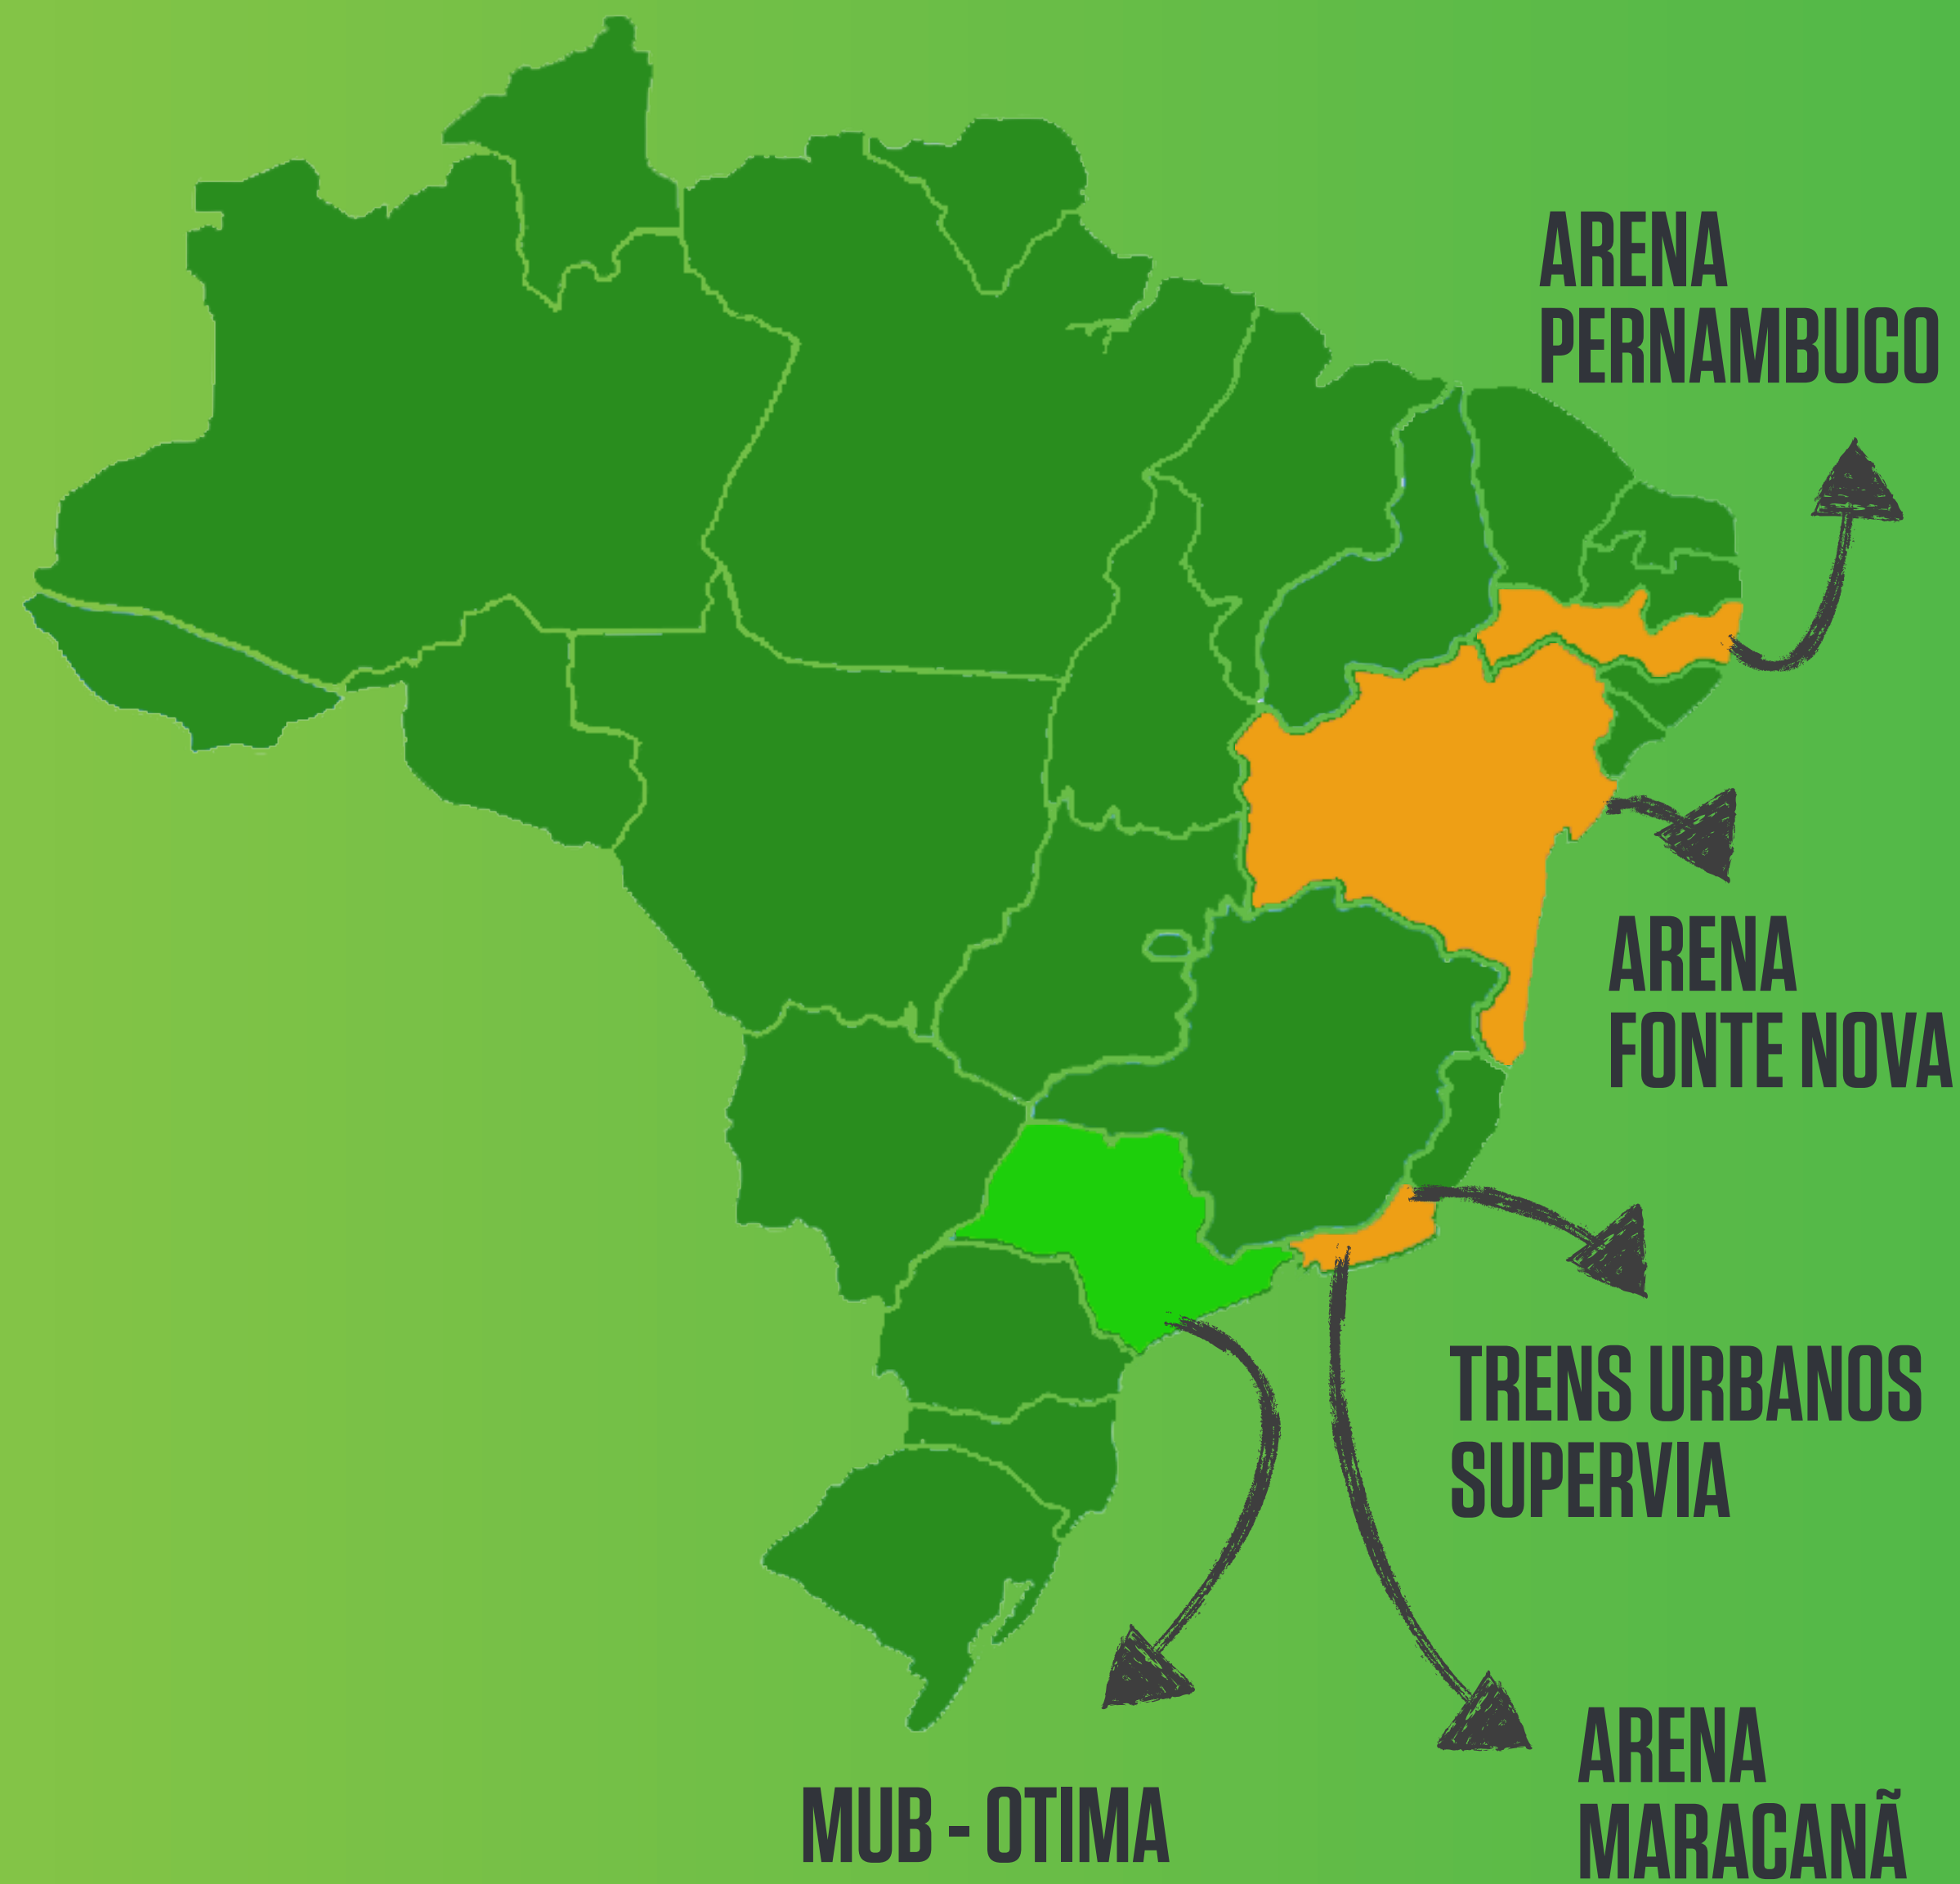 ARENA
PERNAMBUCO
ARENA
FONTE NOVA
TRENS URBANOS
SUPERVIA
ARENA
MARACANÃ
MUB - OTIMA